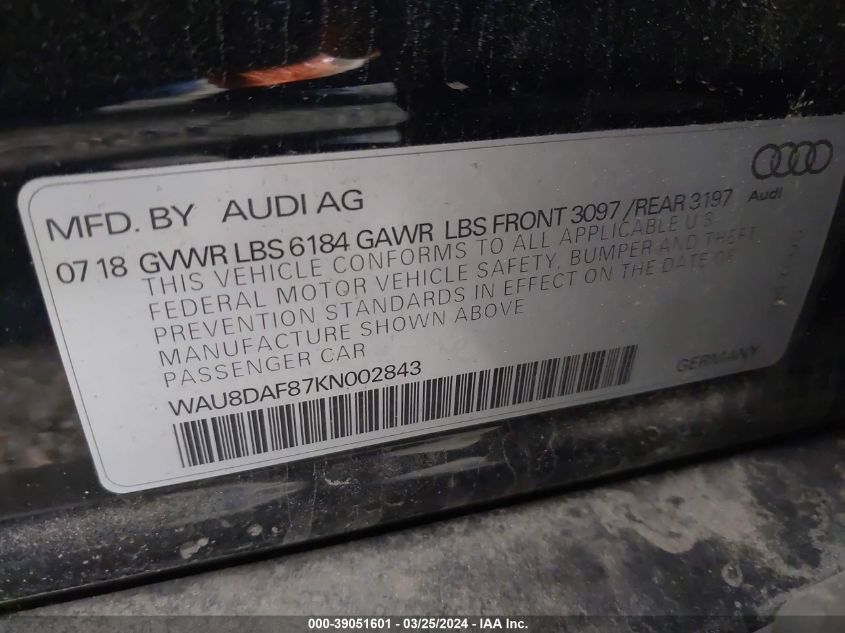 MFD. BY AUDI AG
Audi
07 18 GVWR LBS 6184 GAWR LBS FRONT 3097 / REAR 3197
THIS VEHICLE CONFORMS TO ALL APPLICABLE U S
FEDERAL MOTOR VEHICLE SAFETY, BUMPER AND THEFT
PREVENTION STANDARDS IN EFFECT ON THE DATE OF
MANUFACTURE SHOWN ABOVE
PASSENGER CAR
GERMANY
WAU8DAF87KN002843
000-39051601 - 03/25/2024 - IAA Inc.